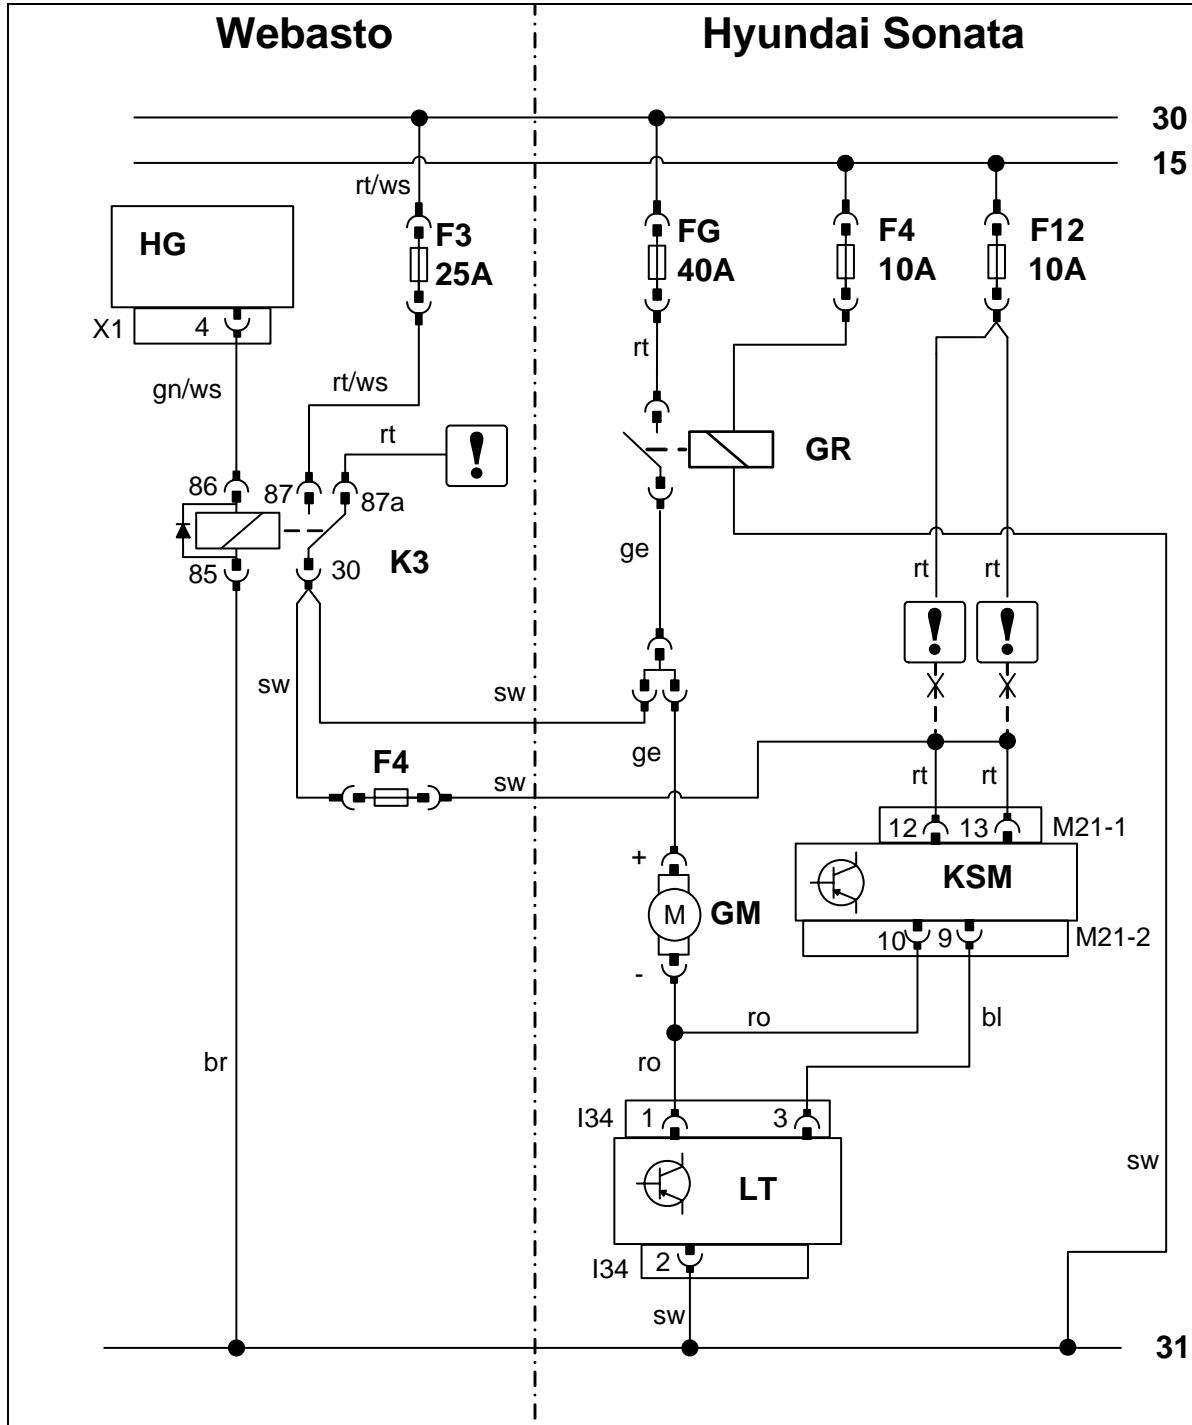 Webasto
Hyundai Sonata
30
15
rt/ws
HG
F3
25A
FG
40A
F4
10A
F12
10A
X1
4
rt
gn/ws
rt/ws
rt
!
GR
86
87
87a
K3
85
30
ge
rt
rt
!
!
sw
sw
ge
F4
sw
rt
rt
12
13
M21-1
+
KSM
M
GM
10
9
M21-2
-
ro
bl
br
ro
I34
1
3
LT
sw
I34
2
sw
31